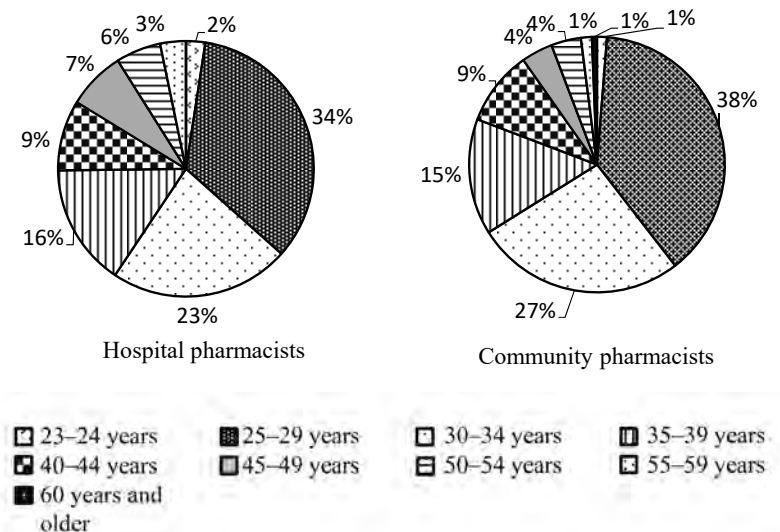 3%
2%
6%
7%
34%
9%
16%
23%
Hospital pharmacists
4%
1%
1%
1%
4%
9%
38%
15%
27%
Community pharmacists
23–24 years
25–29 years
30–34 years
35–39 years
40–44 years
45–49 years
50–54 years
55–59 years
60 years and
older